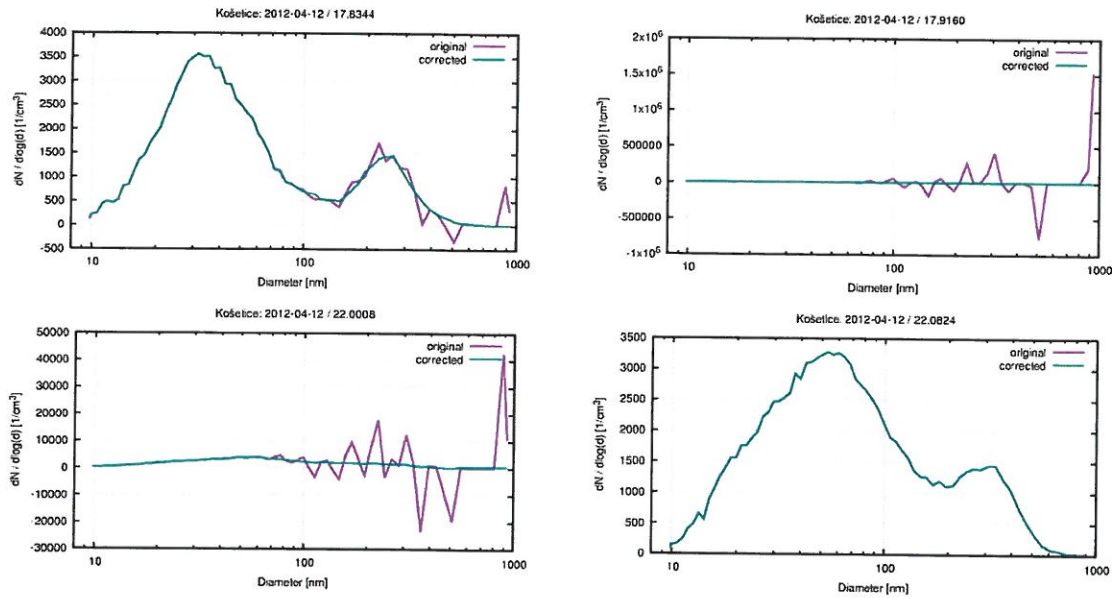 Košetice: 2012-04-12 / 17.8344
4000
3500
3000
2500
2000
1500
1000
500
0
-500
dN / dlog(d) [1/cm³]
original
corrected
10
100
1000
Diameter [nm]
Košetice: 2012-04-12 / 17.9160
2x10⁶
1.5x10⁶
1x10⁶
500000
0
-500000
-1x10⁶
dN / dlog(d) [1/cm³]
original
corrected
10
100
1000
Diameter [nm]
Košetice: 2012-04-12 / 22.0008
50000
40000
30000
20000
10000
0
-10000
-20000
-30000
dN / dlog(d) [1/cm³]
original
corrected
10
100
1000
Diameter [nm]
Košetice: 2012-04-12 / 22.0824
3500
3000
2500
2000
1500
1000
500
0
dN / dlog(d) [1/cm³]
original
corrected
10
100
1000
Diameter [nm]